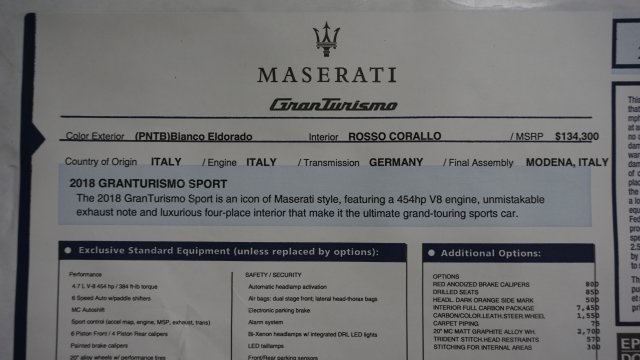 MASERATI
GranTurismo
Color Exterior (PNTB)Bianco Eldorado Interior ROSSO CORALLO / MSRP $134,300
Country of Origin ITALY / Engine ITALY / Transmission GERMANY / Final Assembly MODENA, ITALY
2018 GRANTURISMO SPORT
The 2018 GranTurismo Sport is an icon of Maserati style, featuring a 454hp V8 engine, unmistakable
exhaust note and luxurious four-place interior that make it the ultimate grand-touring sports car.
Exclusive Standard Equipment (unless replaced by options):
Performance
4.7 L V-8 454 hp / 384 ft-lb torque
6 Speed Auto w/paddle shifters
MC Autoshift
Sport control (accel map, engine, MSP, exhaust, trans)
6 Piston Front / 4 Piston Rear calipers
Painted brake calipers
20" alloy wheels w/ performance tires
SAFETY / SECURITY
Automatic headlamp activation
Air bags: dual stage front, lateral head-thorax bags
Electronic parking brake
Alarm system
Bi-Xenon headlamps w/ integrated DRL LED lights
LED taillamps
Front/Rear parking sensors
Additional Options:
OPTIONS
RED ANODIZED BRAKE CALIPERS 800
DRILLED SEATS 850
HEADL. DARK ORANGE SIDE MARK 500
INTERIOR FULL CARBON PACKAGE 7,450
CARBON/COLOR.LEATH.STEER.WHEEL 1,550
CARPET PIPING 75
20" MC MATT GRAPHITE ALLOY WH. 2,700
TRIDENT STITCH.HEAD RESTRAINTS 570
STITCHING FOR INTERNAL AREAS 300